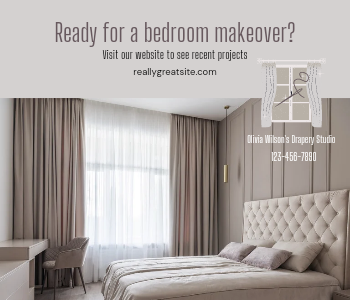 Ready for a bedroom makeover?
Visit our website to see recent projects
reallygreatsite.com
Olivia Wilson's Drapery Studio
123-456-7890